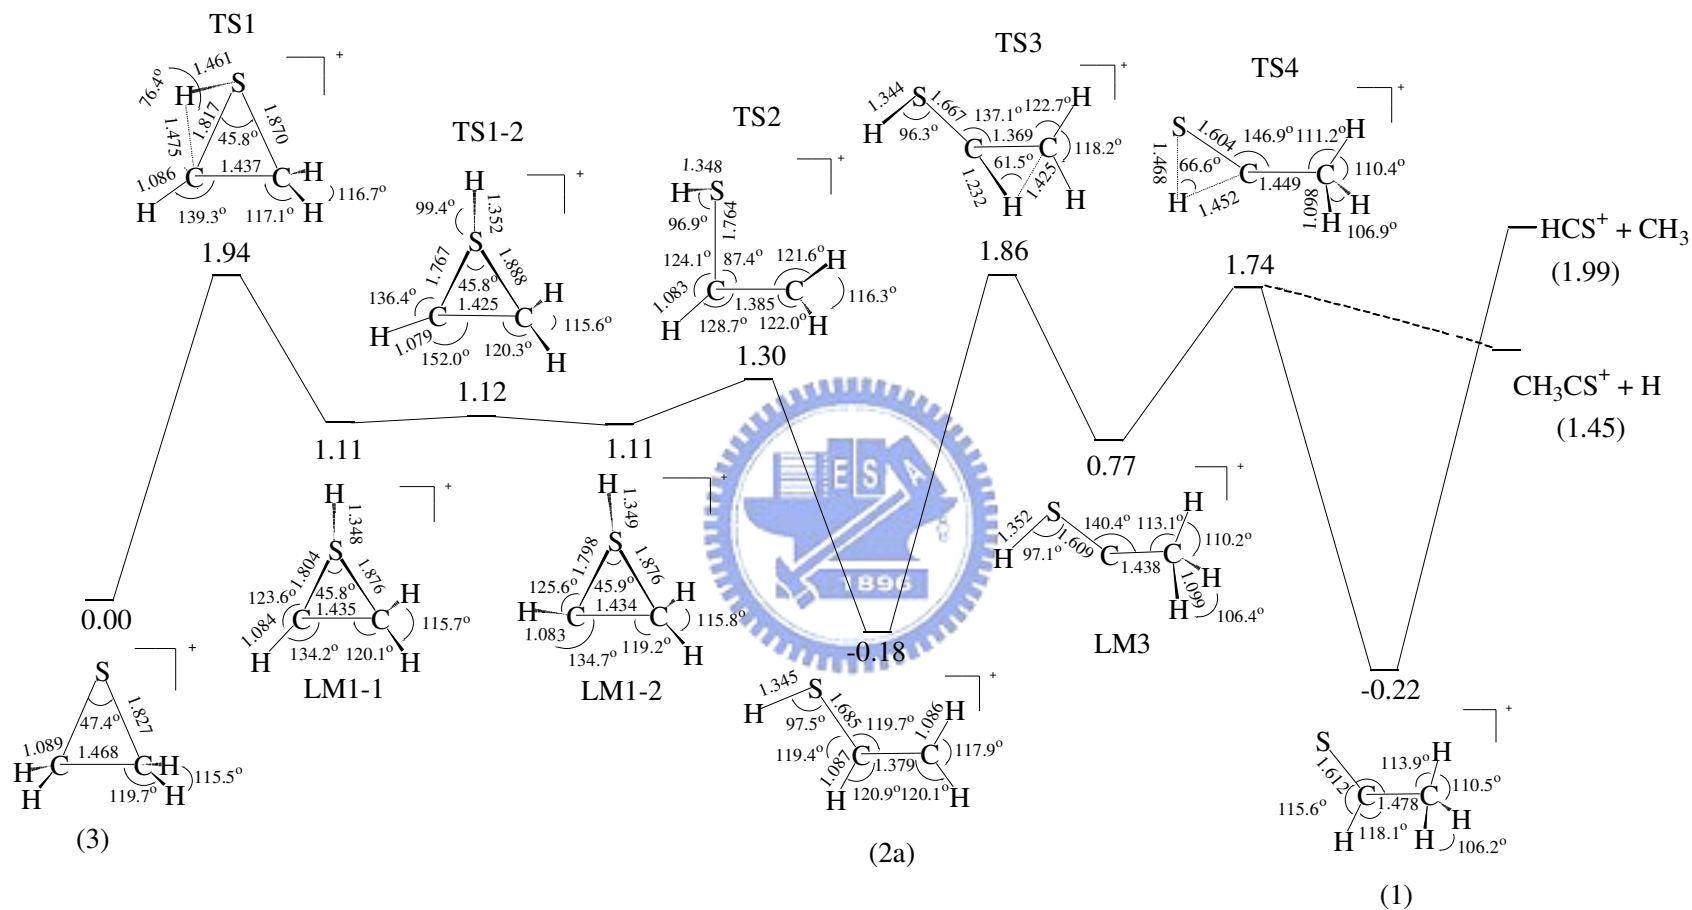 TS1
1.461
76.4°
H
S
+
1.817
1.870
1.475
45.8°
1.086
C
1.437
C
H
H
H
139.3°
117.1°
116.7°
1.94
TS1-2
H
+
99.4°
1.352
S
1.767
1.888
45.8°
136.4°
1.425
H
C
C
H
H
1.079
152.0°
120.3°
115.6°
1.12
TS2
1.348
+
H
S
96.9°
1.764
124.1°
87.4°
121.6°
H
1.083
C
1.385
C
116.3°
H
128.7°
122.0°
H
1.30
TS3
+
1.344
S
1.667
137.1°
122.7°
H
H
96.3°
C
1.369
C
118.2°
61.5°
1.232
1.425
H
H
1.86
TS4
+
S
1.604
146.9°
111.2°
H
1.468
66.6°
C
1.449
C
110.4°
H
1.452
1.098
H
H
106.9°
1.74
HCS+ + CH3
(1.99)
CH3CS+ + H
(1.45)
0.00
1.11
1.11
-0.18
0.77
-0.22
ES
A
1896
S
+
47.4°
1.827
1.089
1.468
H
C
C
H
H
H
119.7°
115.5°
(3)
H
+
1.348
S
1.804
1.876
123.6°
45.8°
1.435
H
1.084
C
C
H
H
134.2°
120.1°
115.7°
LM1-1
H
+
1.349
S
1.798
1.876
125.6°
45.9°
H
C
1.434
C
H
H
1.083
134.7°
119.2°
115.8°
LM1-2
+
1.345
S
H
97.5°
1.685
119.7°
1.086
H
119.4°
C
1.379
C
117.9°
1.087
H
120.9°
120.1°
H
(2a)
+
1.352
S
140.4°
113.1°
H
H
97.1°
1.609
C
1.438
C
110.2°
1.099
H
H
106.4°
LM3
+
S
1.612
113.9°
H
115.6°
C
1.478
C
110.5°
H
118.1°
H
H
106.2°
(1)